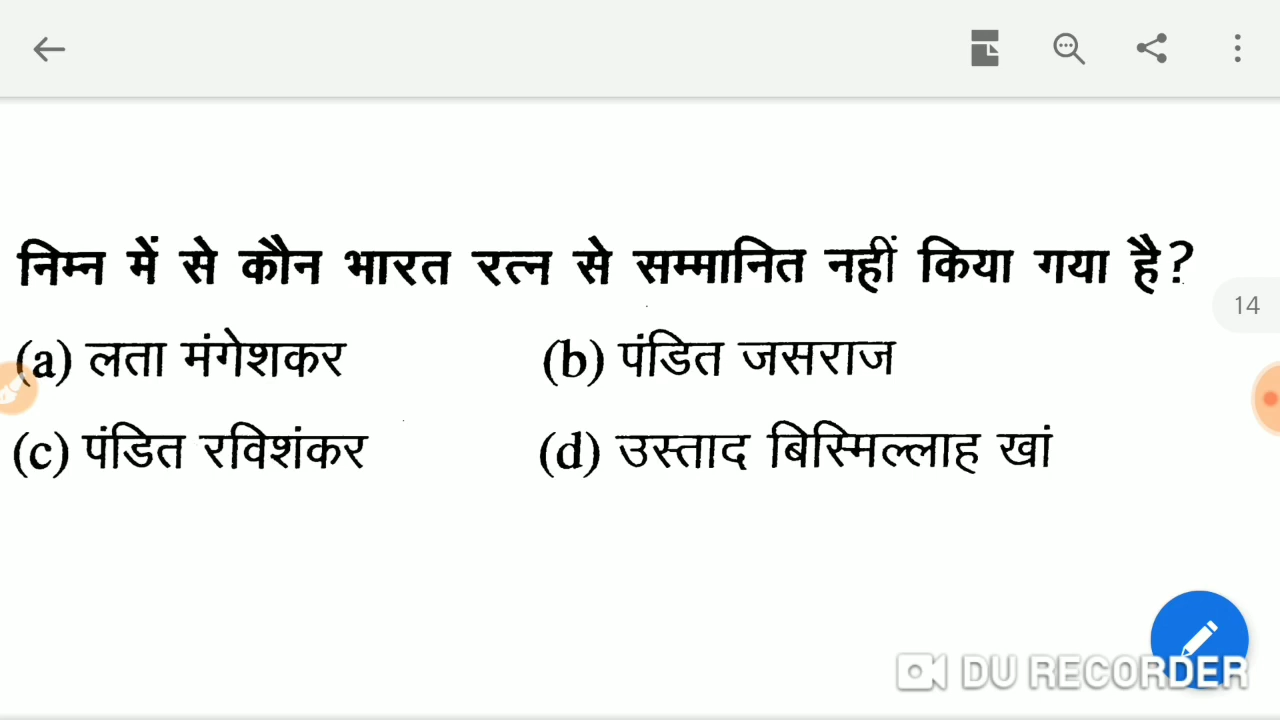 14
निम्न में से कौन भारत रत्न से सम्मानित नहीं किया गया है?
(a) लता मंगेशकर (b) पंडित जसराज
(c) पंडित रविशंकर (d) उस्ताद बिस्मिल्लाह खां
DU RECORDER